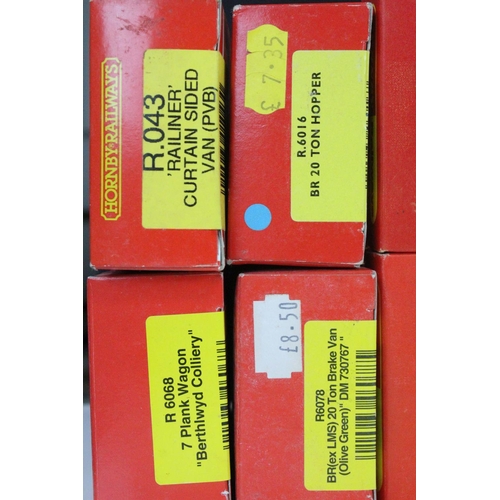 HORNBY RAILWAYS
R.043
'RAILINER'
CURTAIN SIDED
VAN (PVB)
£ 7.35
R.6016
BR 20 TON HOPPER
R 6068
7 Plank Wagon
"Berthlwyd Colliery"
£8.50
R6078
BR(ex LMS) 20 Ton Brake Van
(Olive Green)" DM 730767 "